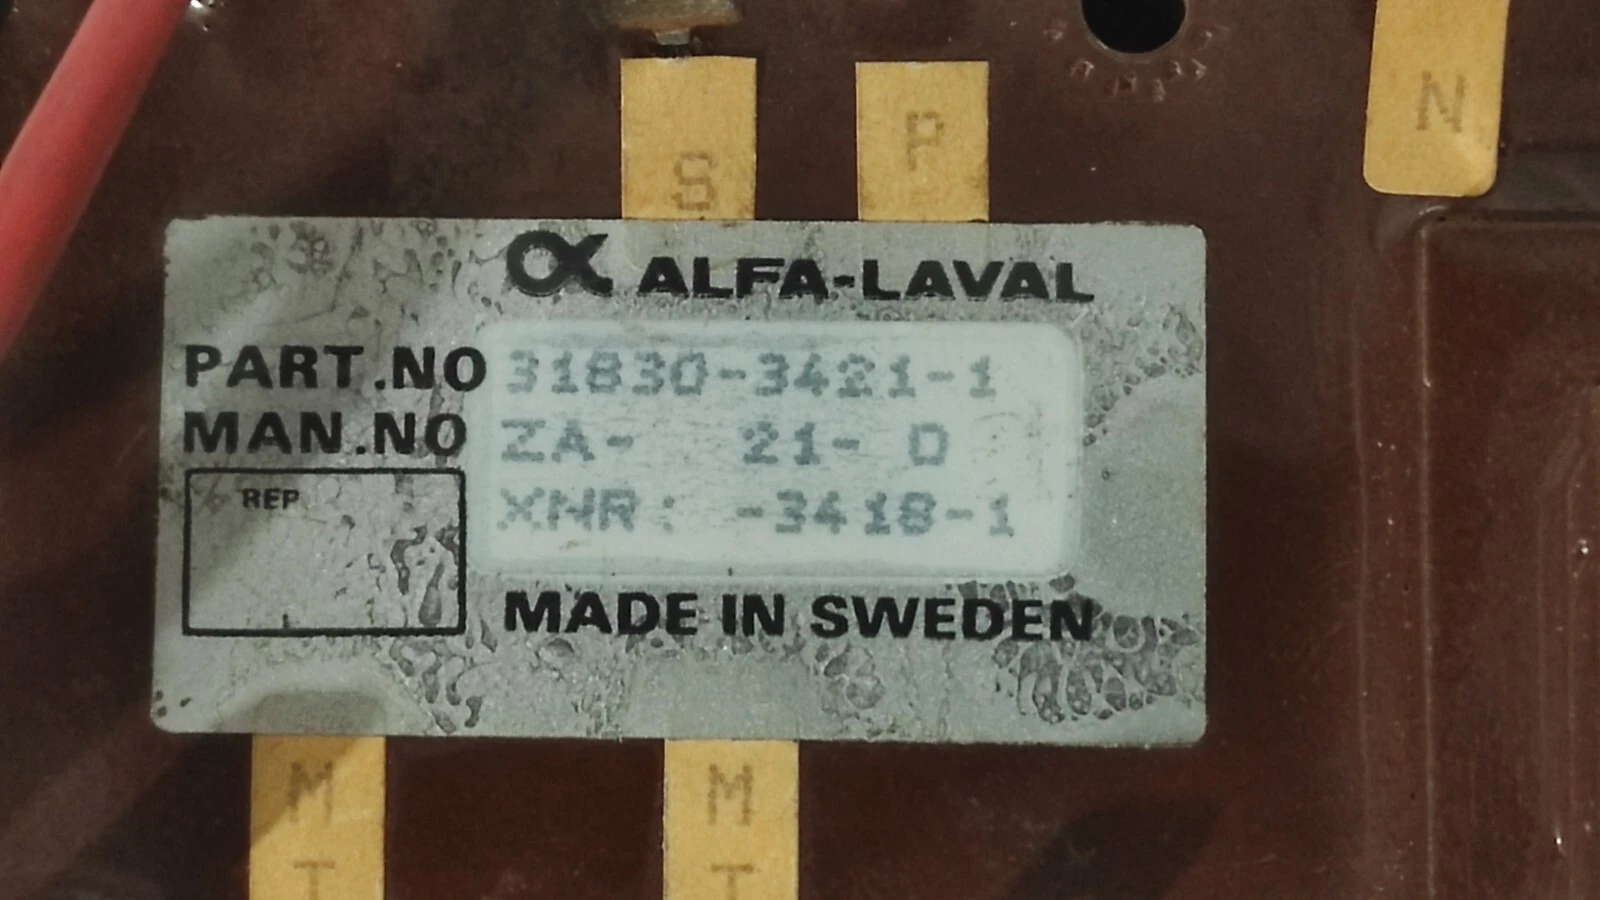 S P N
ALFA-LAVAL
PART.NO 31830-3421-1
MAN.NO ZA- 21- D
XNR: -3418-1
REP
MADE IN SWEDEN
M M
T T